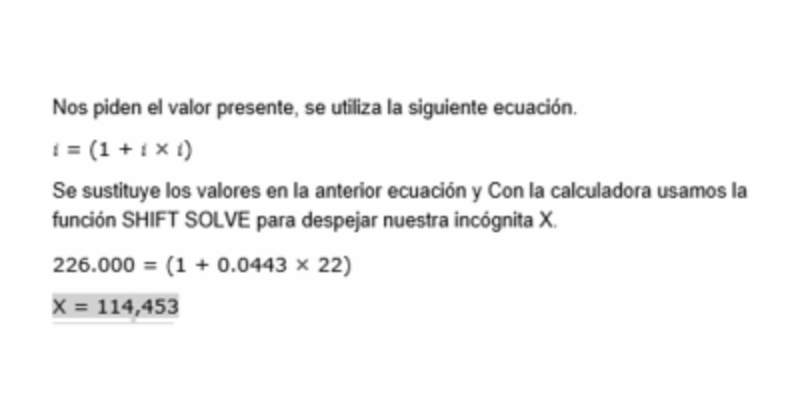 Nos piden el valor presente, se utiliza la siguiente ecuación.
i = (1 + i × i)
Se sustituye los valores en la anterior ecuación y Con la calculadora usamos la
función SHIFT SOLVE para despejar nuestra incógnita X.
226.000 = (1 + 0.0443 × 22)
X = 114,453